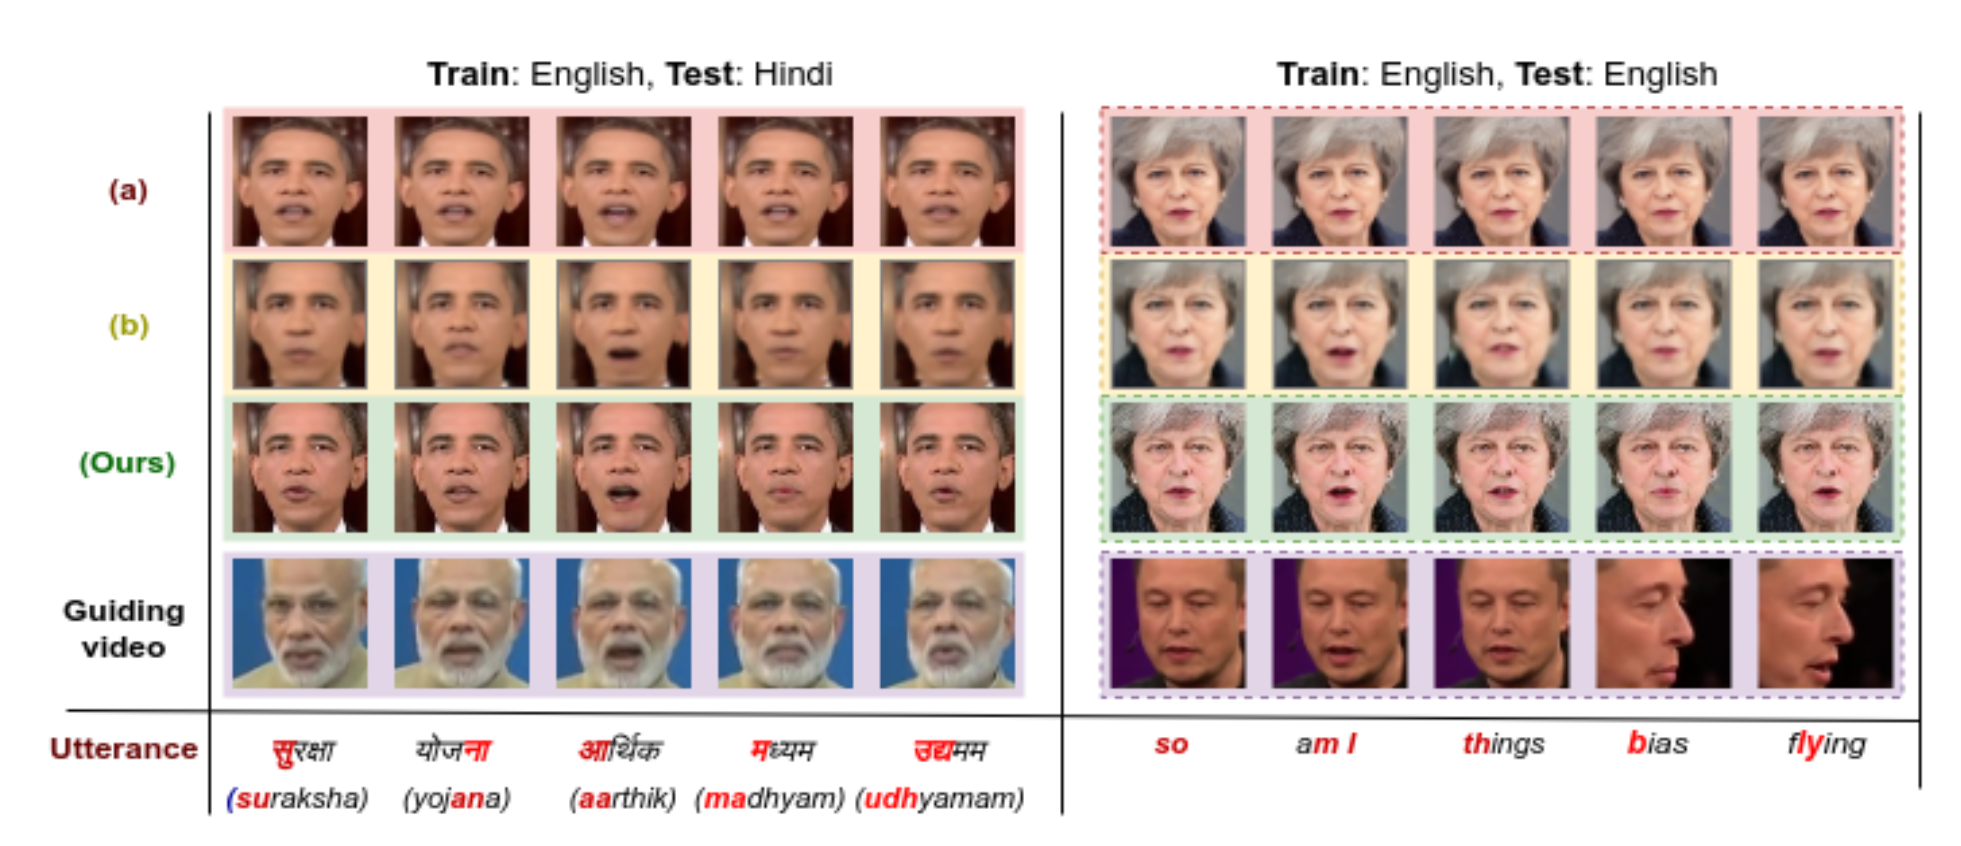 Train: English, Test: Hindi
Train: English, Test: English
(a)
(b)
(Ours)
Guiding
video
Utterance
सुरक्षा योजना आर्थिक मध्यम उद्यमम
so am I things bias flying
(suraksha) (yojana) (aarthik) (madhyam) (udhyamam)